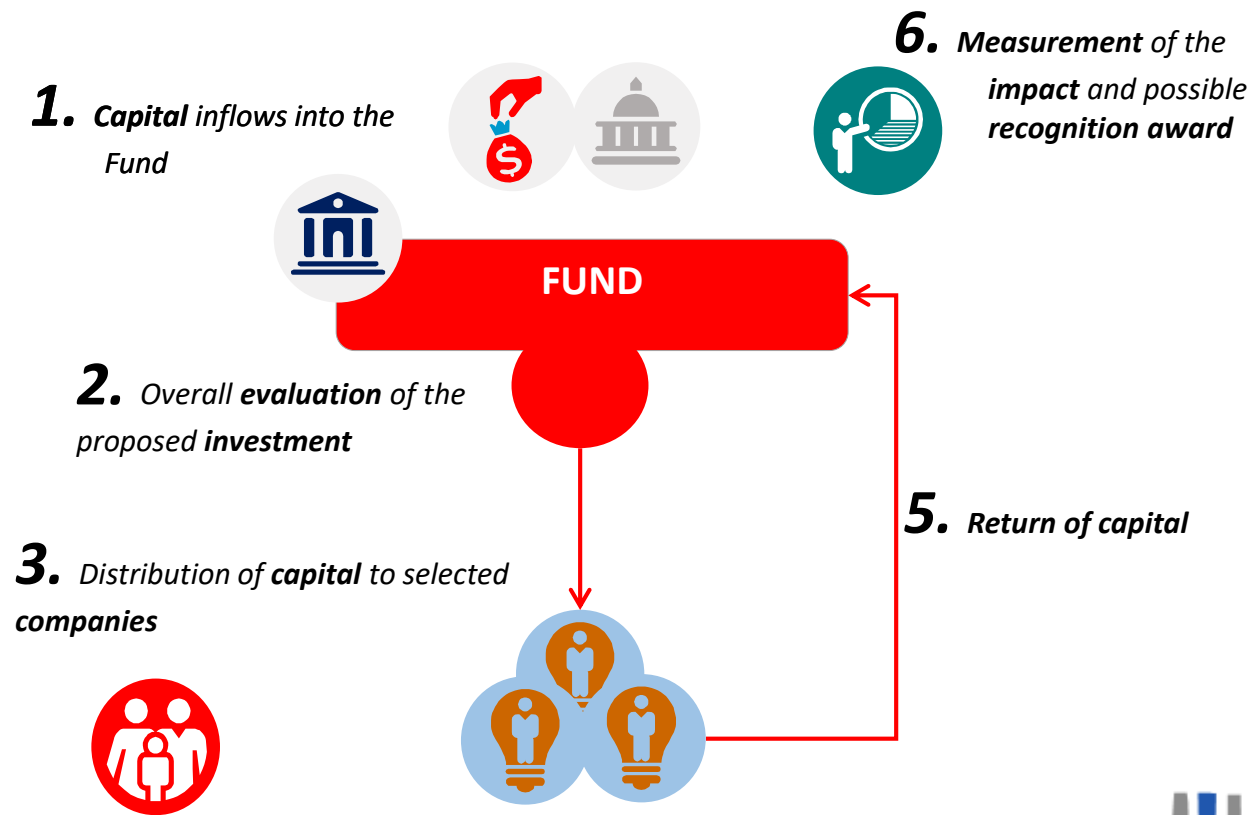 1. Capital inflows into the
Fund
6. Measurement of the
impact and possible
recognition award
$
FUND
2. Overall evaluation of the
proposed investment
5. Return of capital
3. Distribution of capital to selected
companies